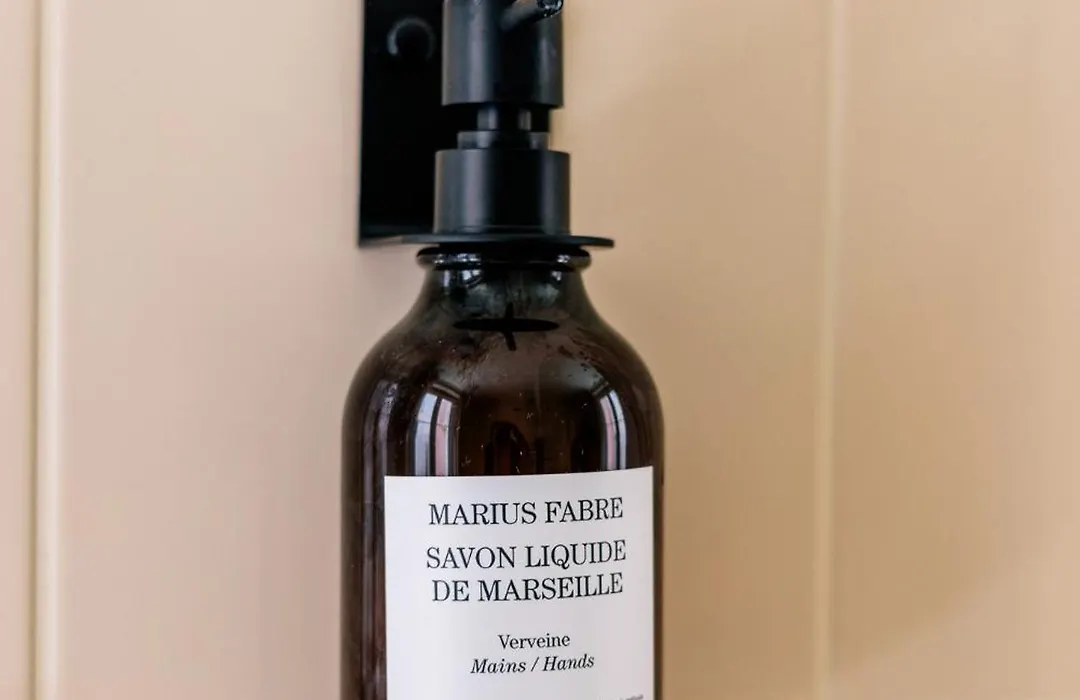 MARIUS FABRE
SAVON LIQUIDE
DE MARSEILLE
Verveine
Mains / Hands